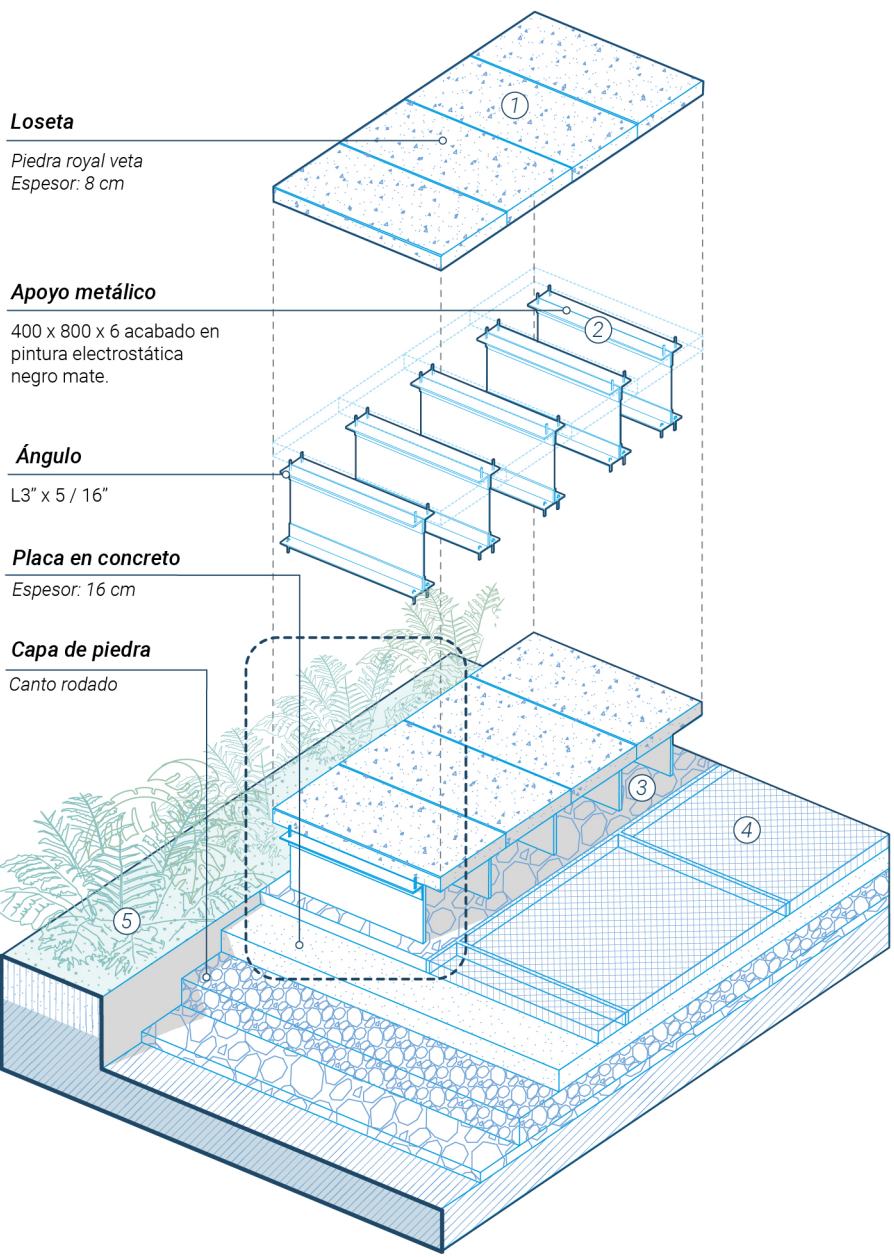 1
Loseta
Piedra royal veta
Espesor: 8 cm
Apoyo metálico
2
400 x 800 x 6 acabado en
pintura electrostática
negro mate.
Ángulo
L3” x 5 / 16”
Placa en concreto
Espesor: 16 cm
Capa de piedra
Canto rodado
3
4
5